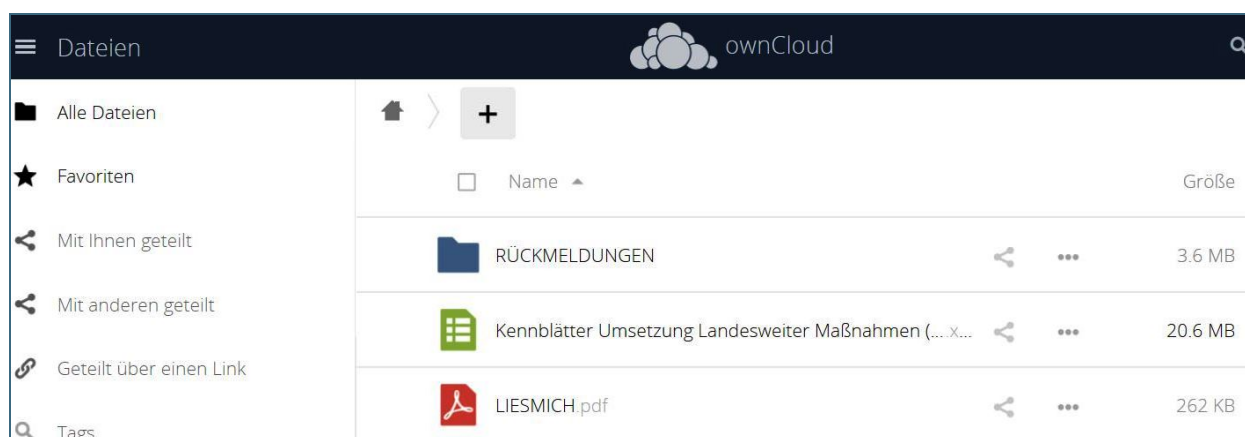 Dateien
ownCloud
Alle Dateien
Favoriten
Mit Ihnen geteilt
Mit anderen geteilt
Geteilt über einen Link
Tags
+
Name
Größe
RÜCKMELDUNGEN
3.6 MB
Kennblätter Umsetzung Landesweiter Maßnahmen (... .x...
20.6 MB
LIESMICH.pdf
262 KB